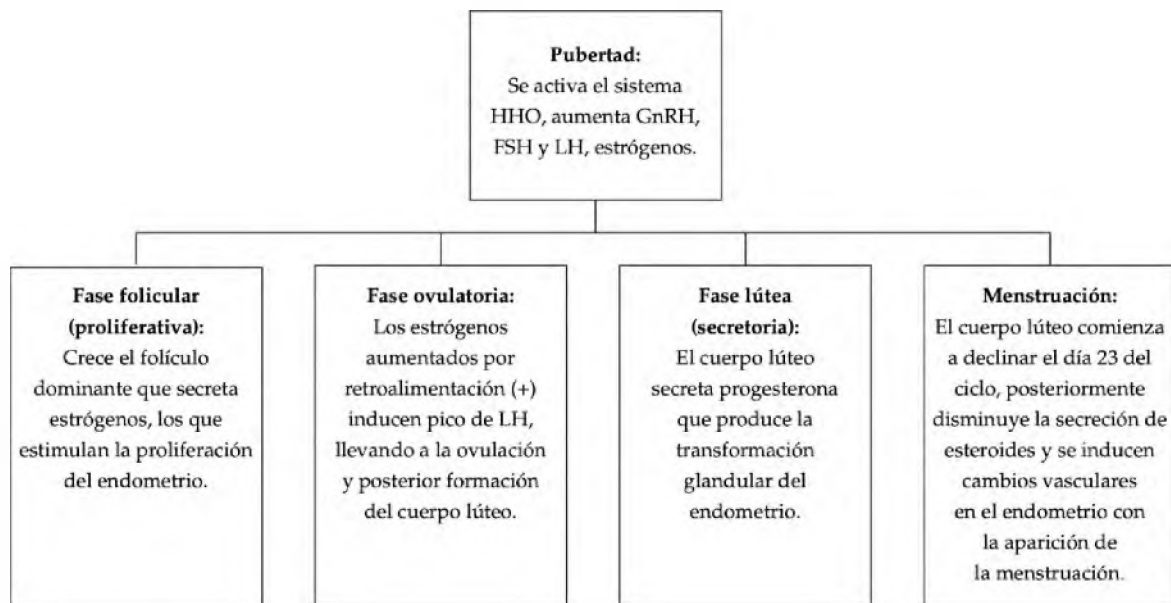 Pubertad:
Se activa el sistema
HHO, aumenta GnRH,
FSH y LH, estrógenos.
Fase folicular
(proliferativa):
Crece el folículo
dominante que secreta
estrógenos, los que
estimulan la proliferación
del endometrio.
Fase ovulatoria:
Los estrógenos
aumentados por
retroalimentación (+)
inducen pico de LH,
llevando a la ovulación
y posterior formación
del cuerpo lúteo.
Fase lútea
(secretoria):
El cuerpo lúteo
secreta progesterona
que produce la
transformación
glandular del
endometrio.
Menstruación:
El cuerpo lúteo comienza
a declinar el día 23 del
ciclo, posteriormente
disminuye la secreción de
esteroides y se inducen
cambios vasculares
en el endometrio con
la aparición de
la menstruación.